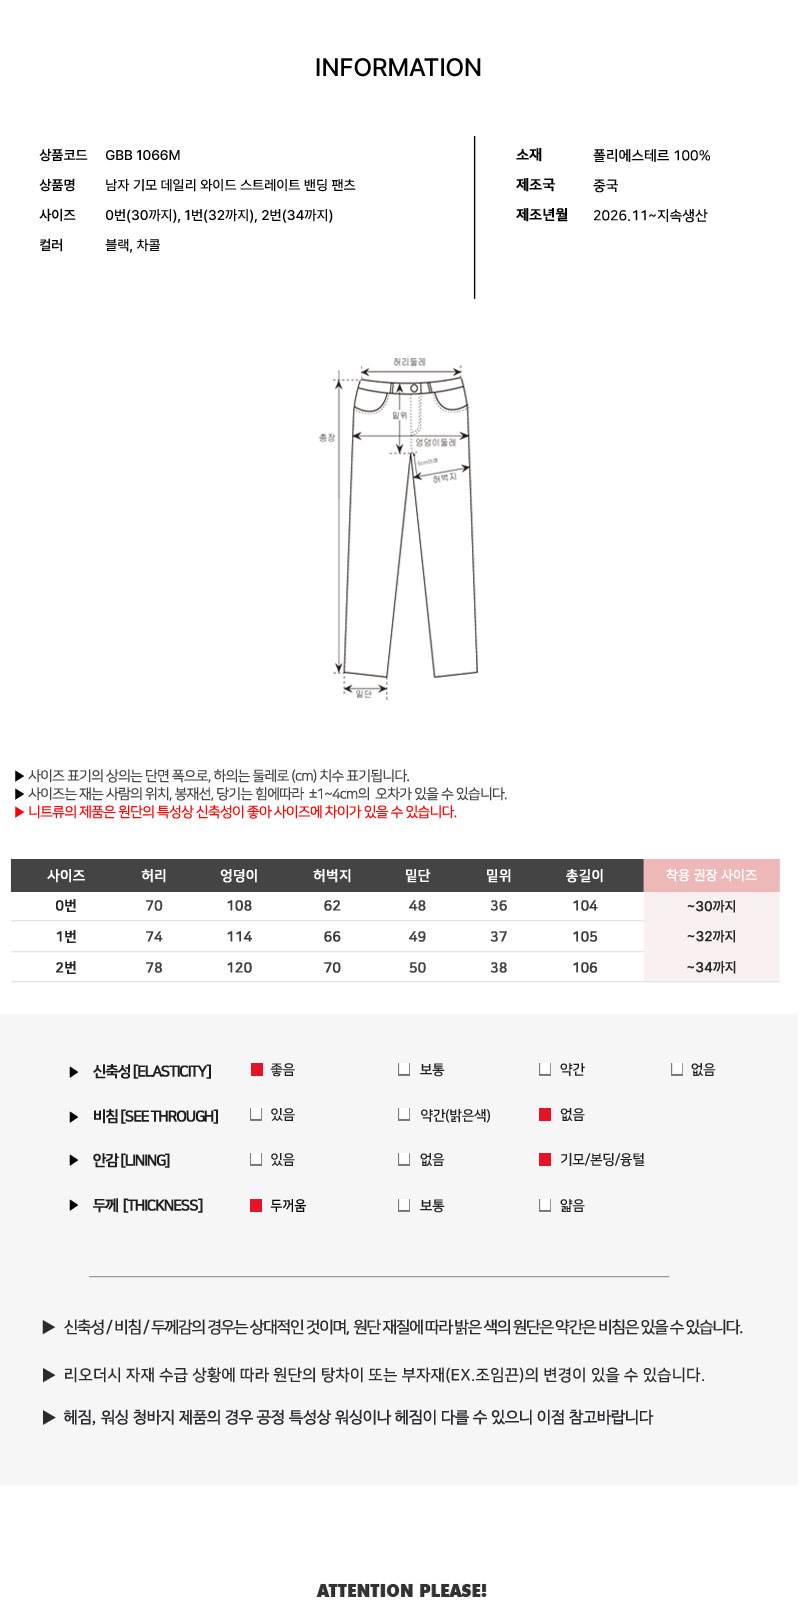 INFORMATION
상품코드 GBB 1066M
상품명 남자 기모 데일리 와이드 스트레이트 밴딩 팬츠
사이즈 0번(30까지), 1번(32까지), 2번(34까지)
컬러 블랙, 차콜
소재 폴리에스테르 100%
제조국 중국
제조년월 2026.11~지속생산
허리둘레
밑위
총장
엉덩이둘레
허벅지
밑단
▶ 사이즈 표기의 상의는 단면 폭으로, 하의는 둘레로 (cm) 치수 표기됩니다.
▶ 사이즈는 재는 사람의 위치, 봉재선, 당기는 힘에따라 ±1~4cm의 오차가 있을 수 있습니다.
▶ 니트류의 제품은 원단의 특성상 신축성이 좋아 사이즈에 차이가 있을 수 있습니다.
사이즈 허리 엉덩이 허벅지 밑단 밑위 총길이 착용 권장 사이즈
0번 70 108 62 48 36 104 ~30까지
1번 74 114 66 49 37 105 ~32까지
2번 78 120 70 50 38 106 ~34까지
▶ 신축성 [ELASTICITY] 좋음 보통 약간 없음
▶ 비침 [SEE THROUGH] 있음 약간(밝은색) 없음
▶ 안감 [LINING] 있음 없음 기모/본딩/융털
▶ 두께 [THICKNESS] 두꺼움 보통 얇음
▶ 신축성 / 비침 / 두께감의 경우는 상대적인 것이며, 원단 재질에 따라 밝은 색의 원단은 약간은 비침은 있을 수 있습니다.
▶ 리오더시 자재 수급 상황에 따라 원단의 탕차이 또는 부자재(EX.조임끈)의 변경이 있을 수 있습니다.
▶ 헤짐, 워싱 청바지 제품의 경우 공정 특성상 워싱이나 헤짐이 다를 수 있으니 이점 참고바랍니다
ATTENTION PLEASE!